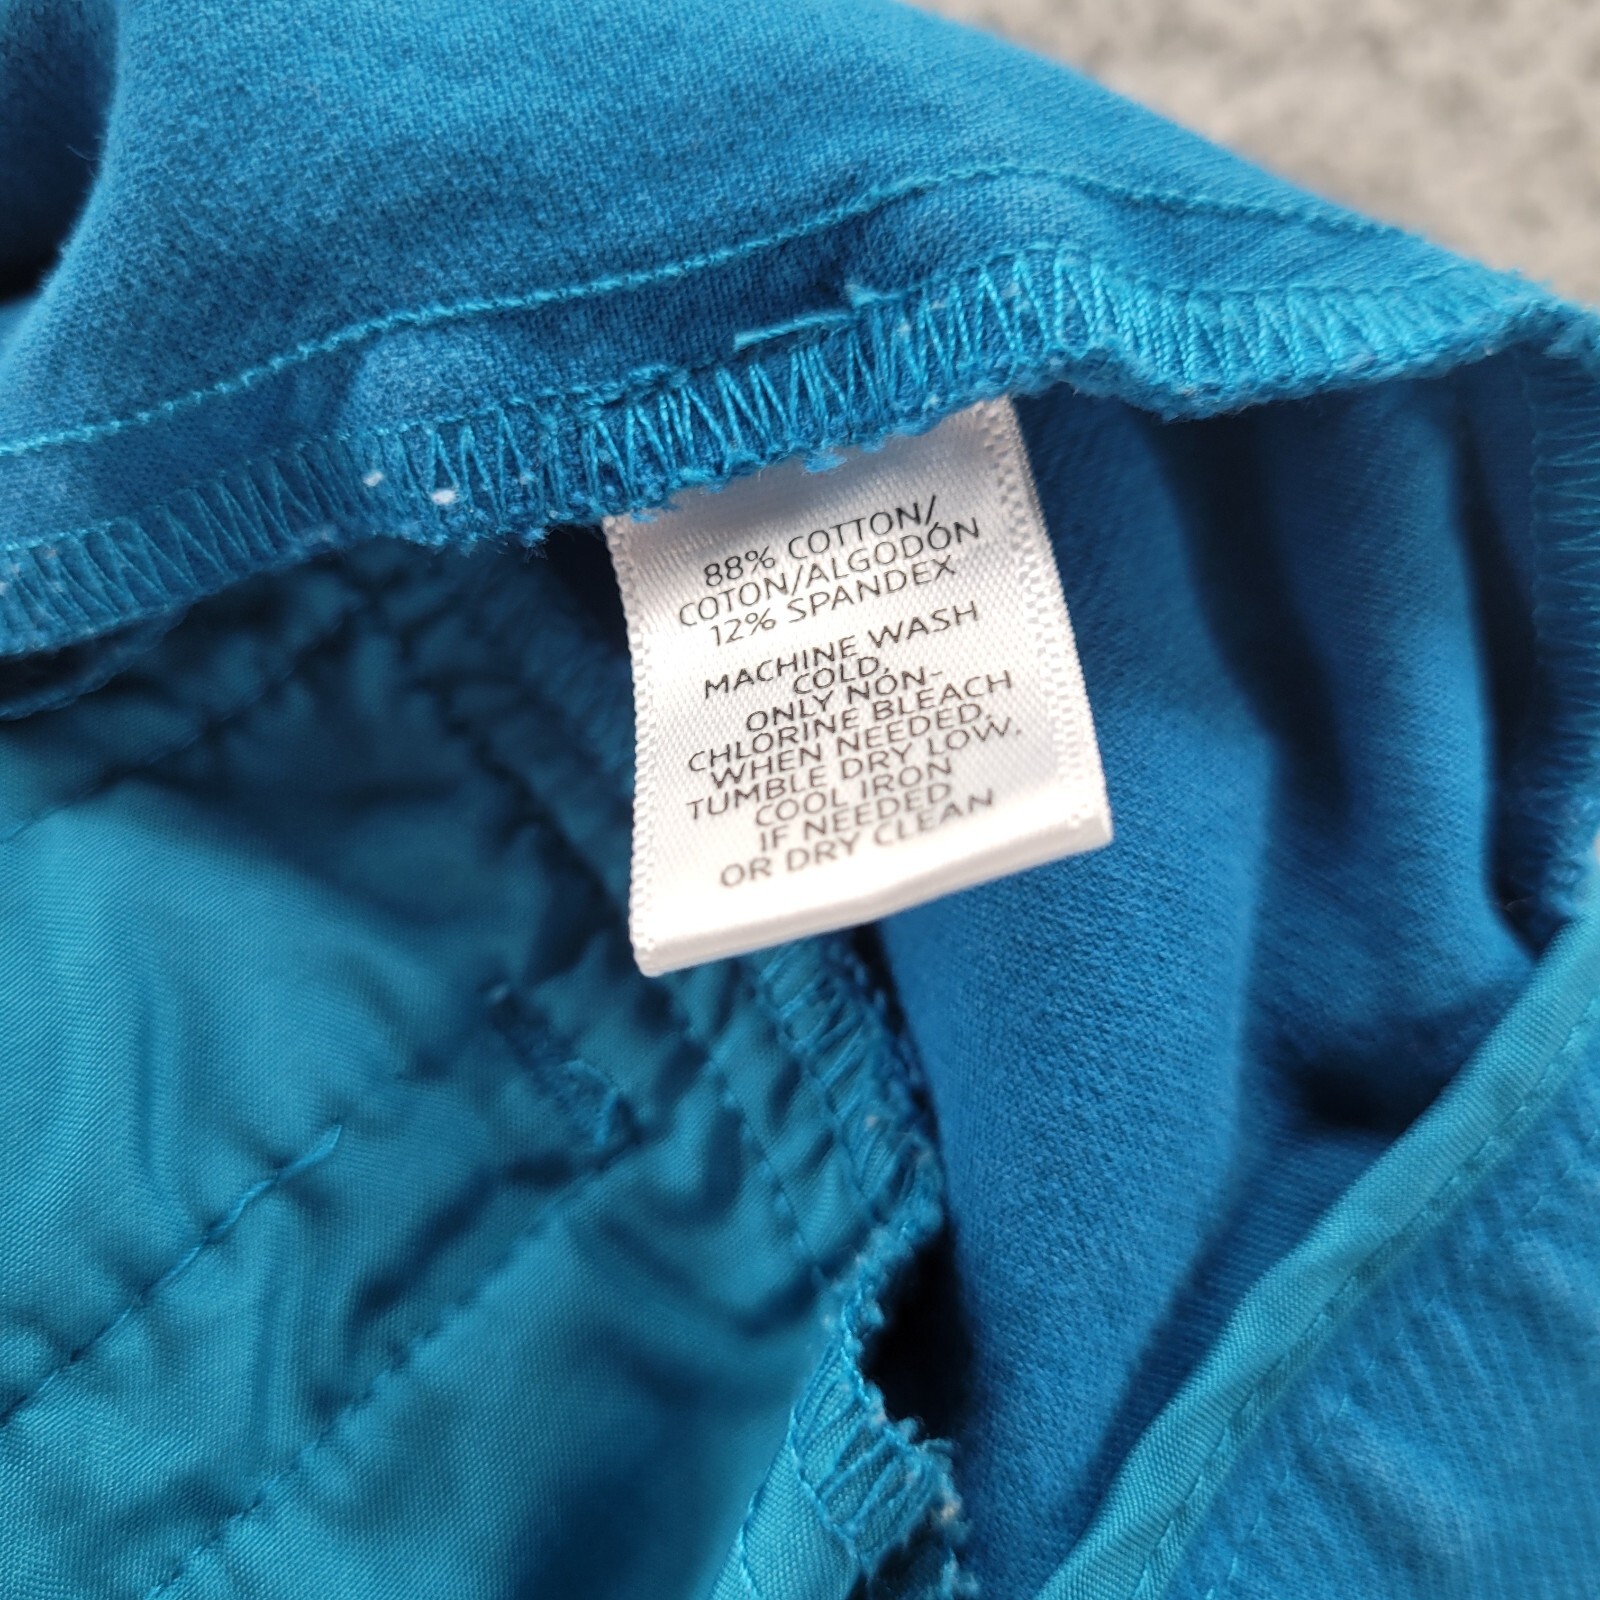 88% COTTON/
COTON/ALGODÓN
12% SPANDEX
MACHINE WASH
COLD.
ONLY NON-
CHLORINE BLEACH
WHEN NEEDED.
TUMBLE DRY LOW.
COOL IRON
IF NEEDED
OR DRY CLEAN